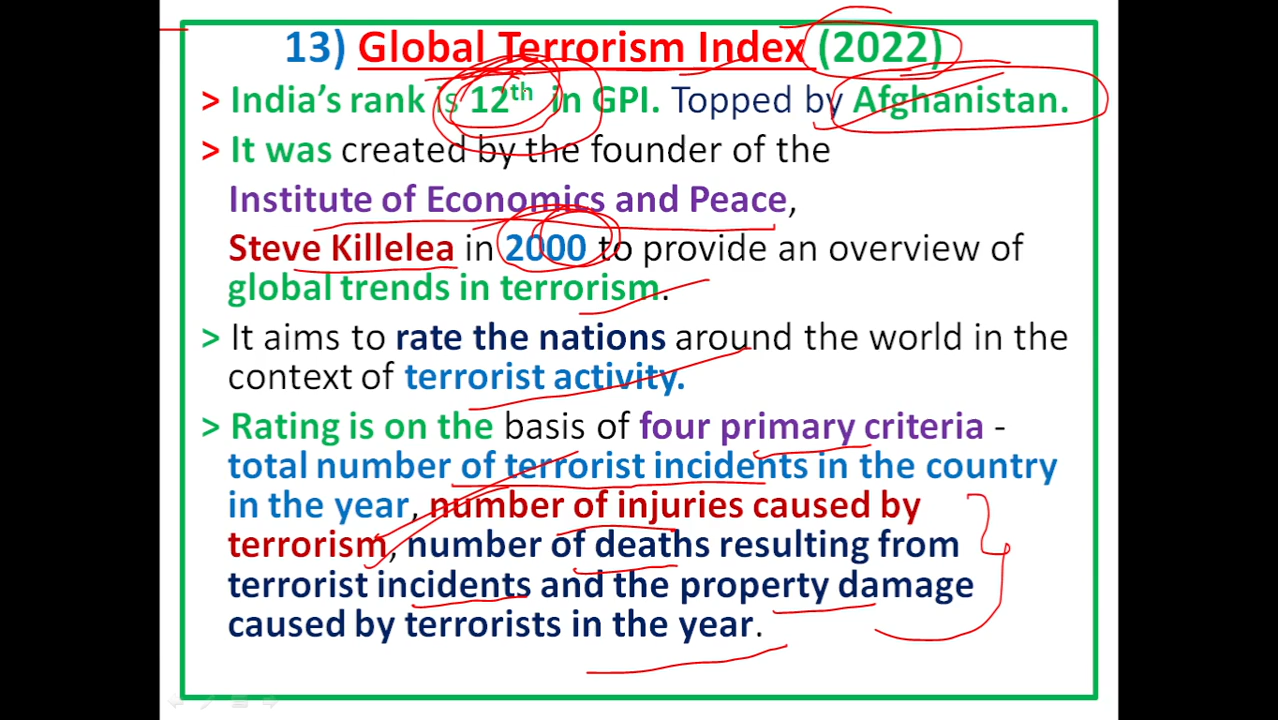 13) Global Terrorism Index (2022)
> India's rank is 12th in GPI. Topped by Afghanistan.
> It was created by the founder of the
Institute of Economics and Peace,
Steve Killelea in 2000 to provide an overview of
global trends in terrorism.
> It aims to rate the nations around the world in the
context of terrorist activity.
> Rating is on the basis of four primary criteria -
total number of terrorist incidents in the country
in the year, number of injuries caused by
terrorism, number of deaths resulting from
terrorist incidents and the property damage
caused by terrorists in the year.